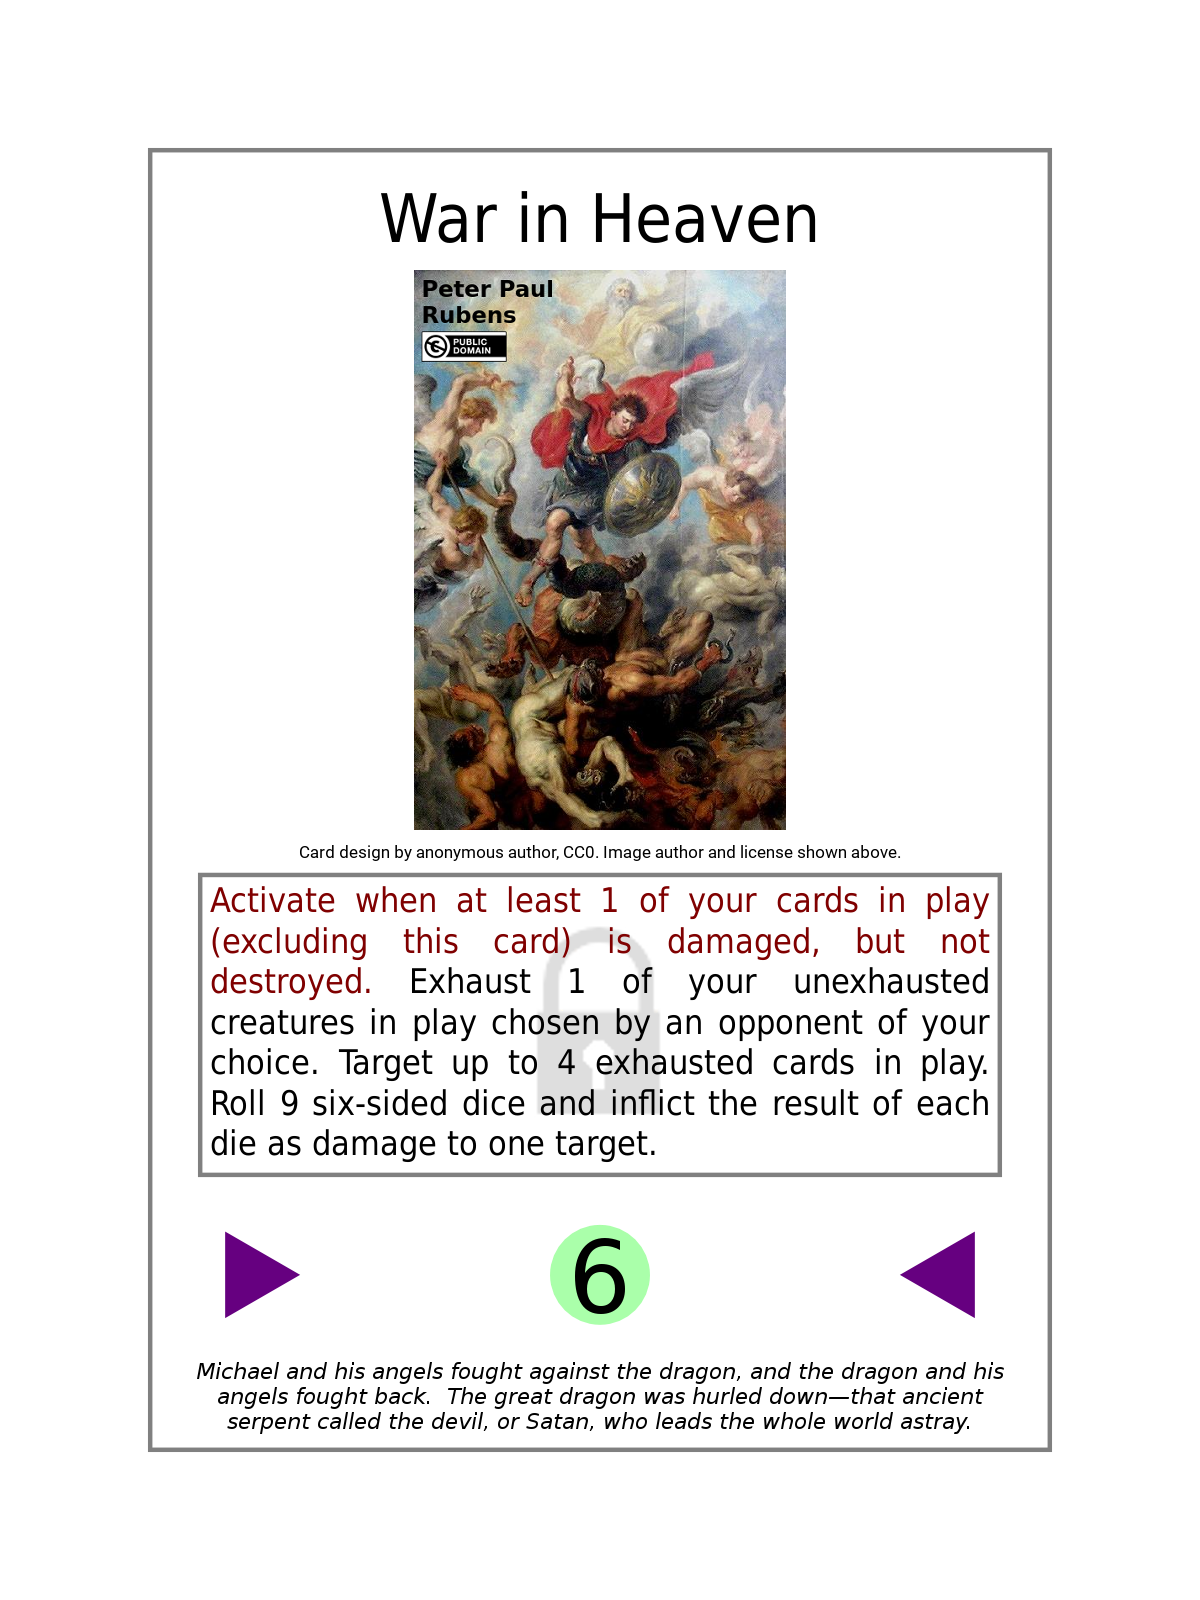 War in Heaven
Peter Paul
Rubens
PUBLIC
DOMAIN
Card design by anonymous author, CC0. Image author and license shown above.
Activate when at least 1 of your cards in play
(excluding this card) is damaged, but not
destroyed. Exhaust 1 of your unexhausted
creatures in play chosen by an opponent of your
choice. Target up to 4 exhausted cards in play.
Roll 9 six-sided dice and inflict the result of each
die as damage to one target.
6
Michael and his angels fought against the dragon, and the dragon and his
angels fought back.  The great dragon was hurled down—that ancient
serpent called the devil, or Satan, who leads the whole world astray.